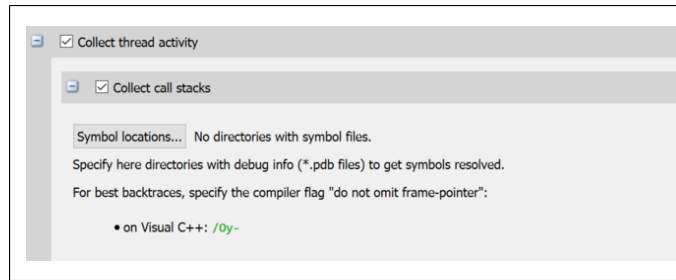 Collect thread activity
Collect call stacks
Symbol locations... No directories with symbol files.
Specify here directories with debug info (*.pdb files) to get symbols resolved.
For best backtraces, specify the compiler flag "do not omit frame-pointer":
• on Visual C++: /Oy-